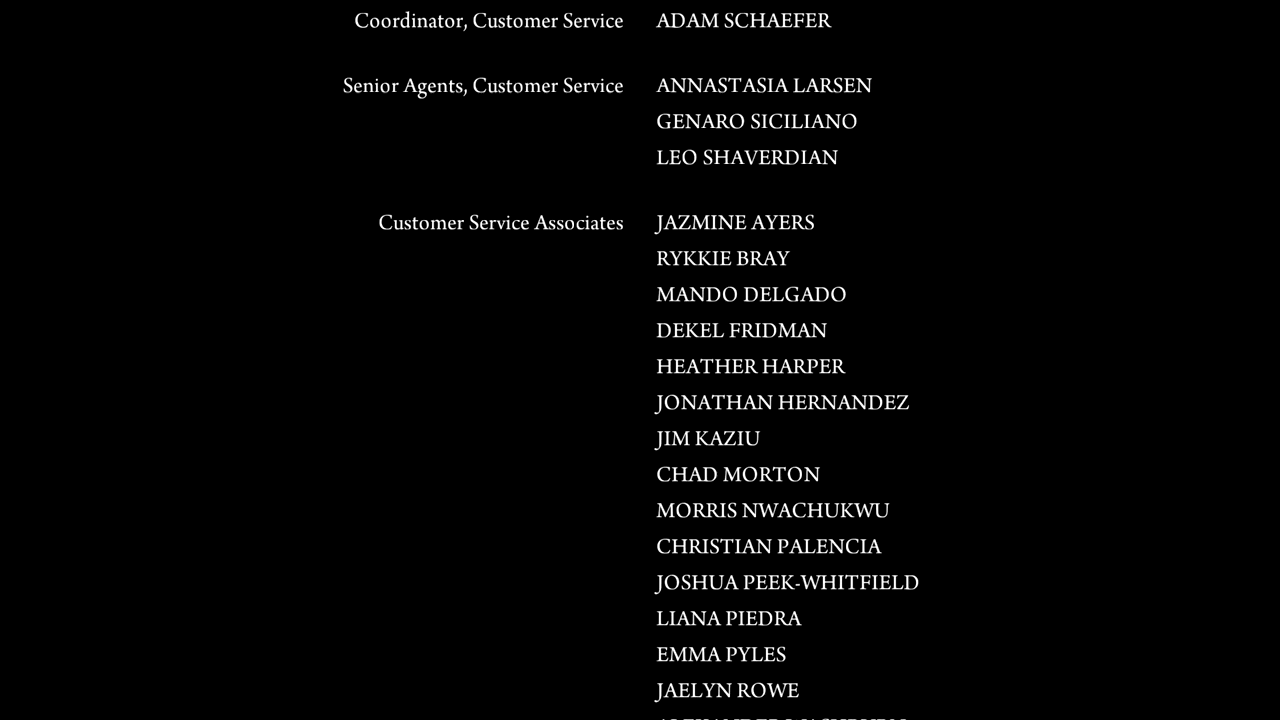 Coordinator, Customer Service ADAM SCHAEFER
Senior Agents, Customer Service ANNASTASIA LARSEN
GENARO SICILIANO
LEO SHAVERDIAN
Customer Service Associates JAZMINE AYERS
RYKKIE BRAY
MANDO DELGADO
DEKEL FRIDMAN
HEATHER HARPER
JONATHAN HERNANDEZ
JIM KAZIU
CHAD MORTON
MORRIS NWACHUKWU
CHRISTIAN PALENCIA
JOSHUA PEEK-WHITFIELD
LIANA PIEDRA
EMMA PYLES
JAELYN ROWE